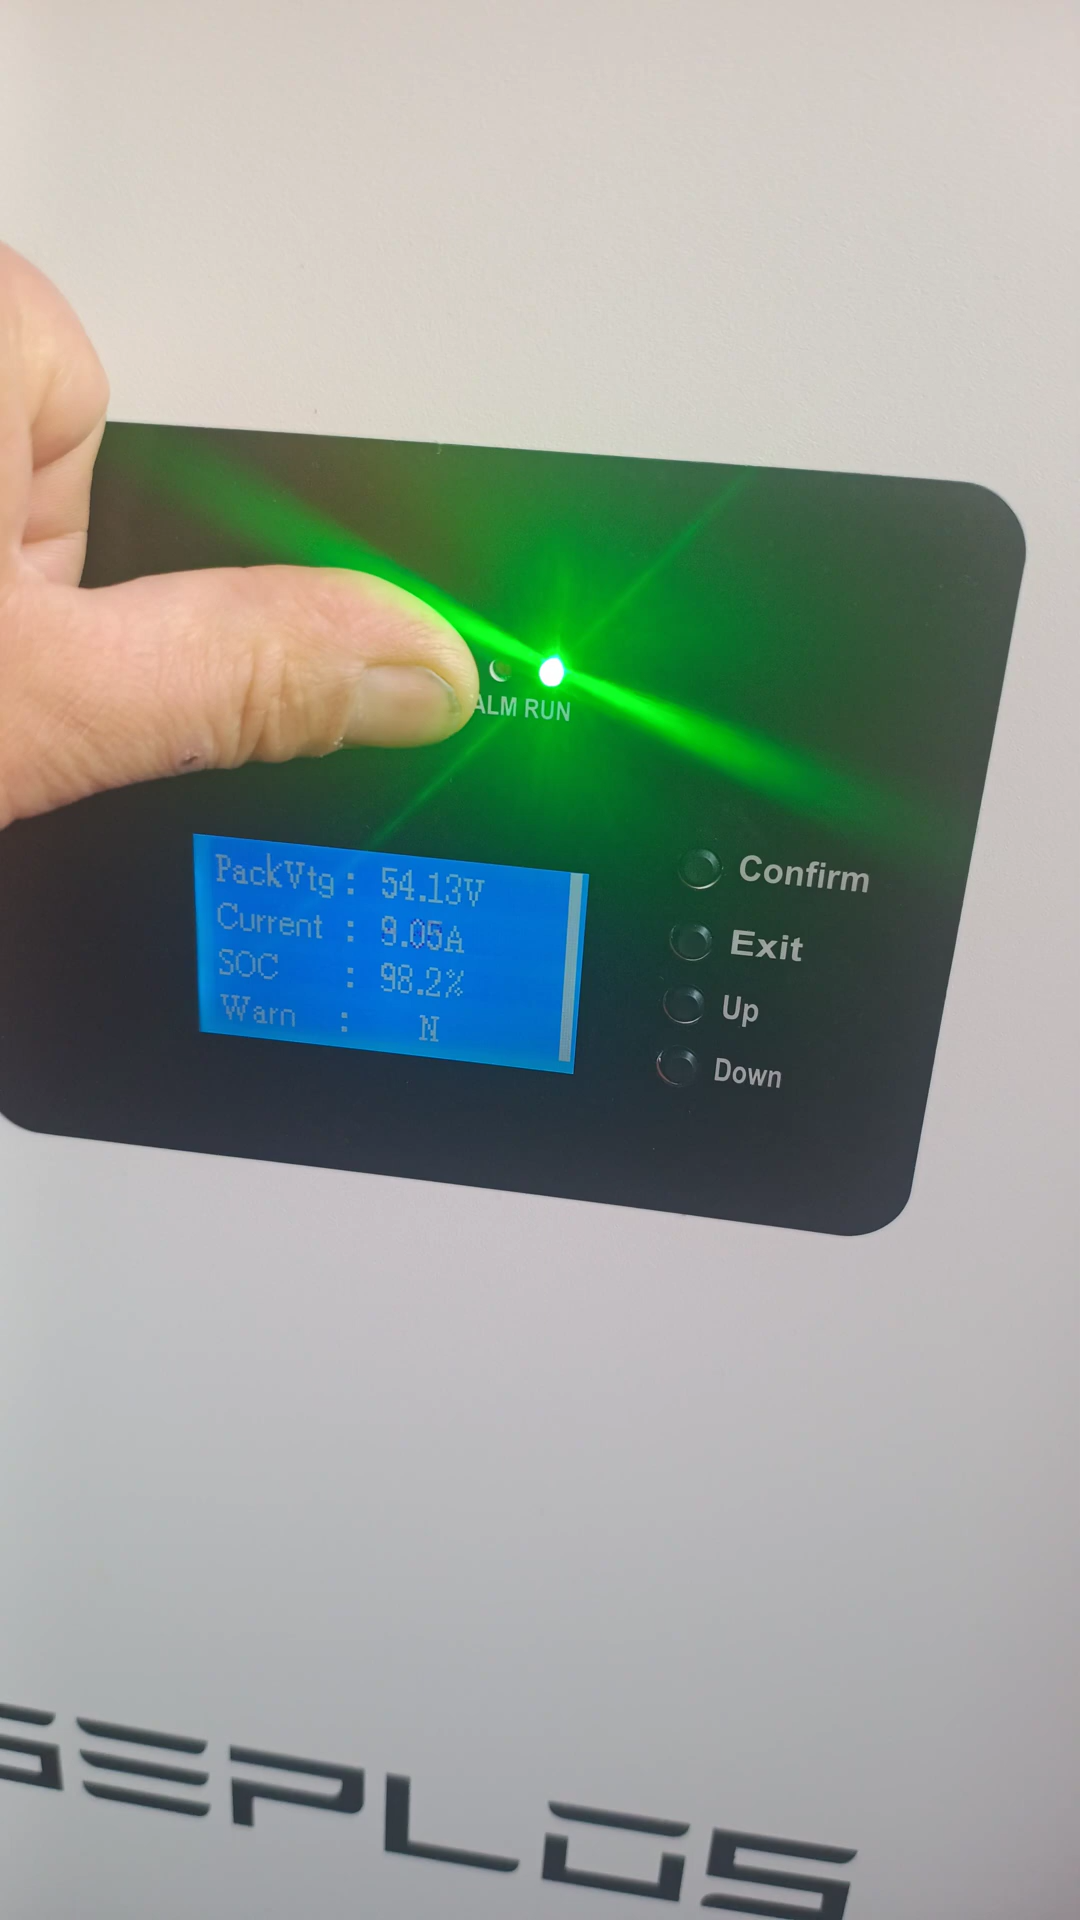 ALM RUN
PackVtg: 54.13V
Current : 9.05A
SOC : 98.2%
Warn : N
Confirm
Exit
Up
Down
SEPLOS